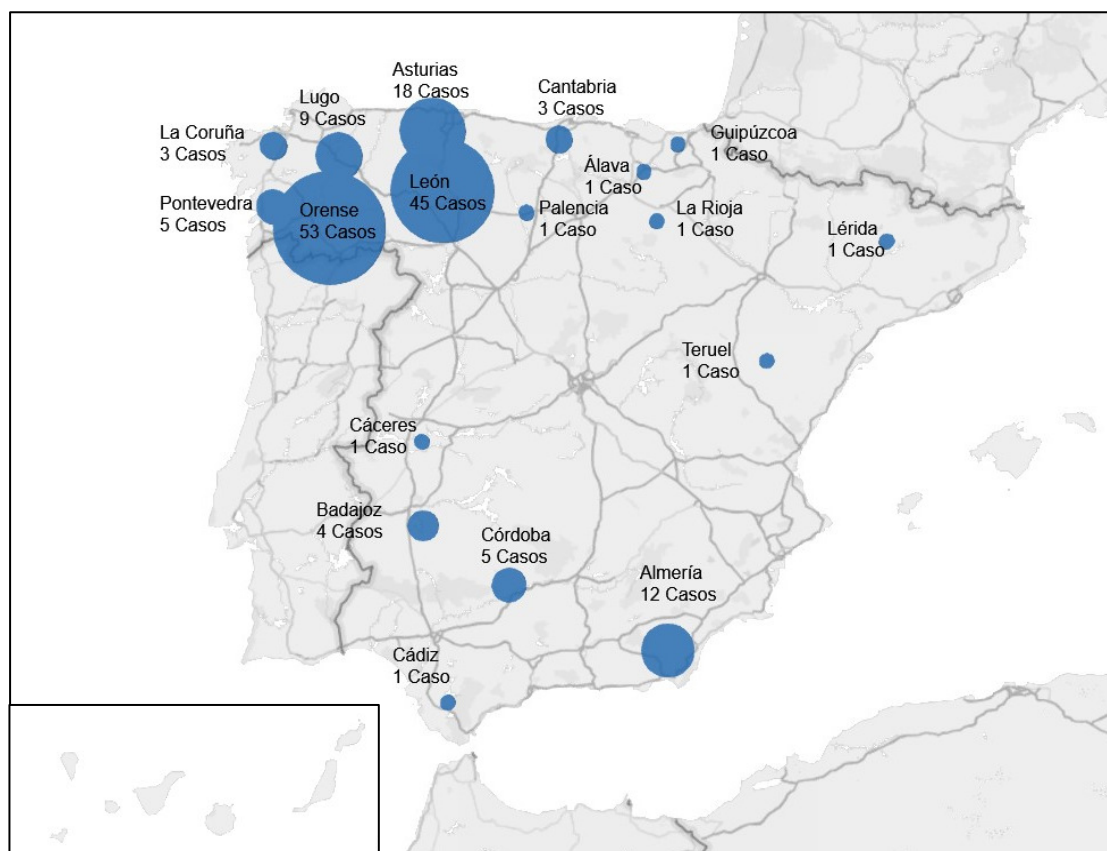 Asturias
18 Casos
Cantabria
3 Casos
Lugo
9 Casos
La Coruña
3 Casos
Guipúzcoa
1 Caso
Álava
1 Caso
León
45 Casos
Pontevedra
5 Casos
Orense
53 Casos
Palencia
1 Caso
La Rioja
1 Caso
Lérida
1 Caso
Teruel
1 Caso
Cáceres
1 Caso
Badajoz
4 Casos
Córdoba
5 Casos
Almería
12 Casos
Cádiz
1 Caso